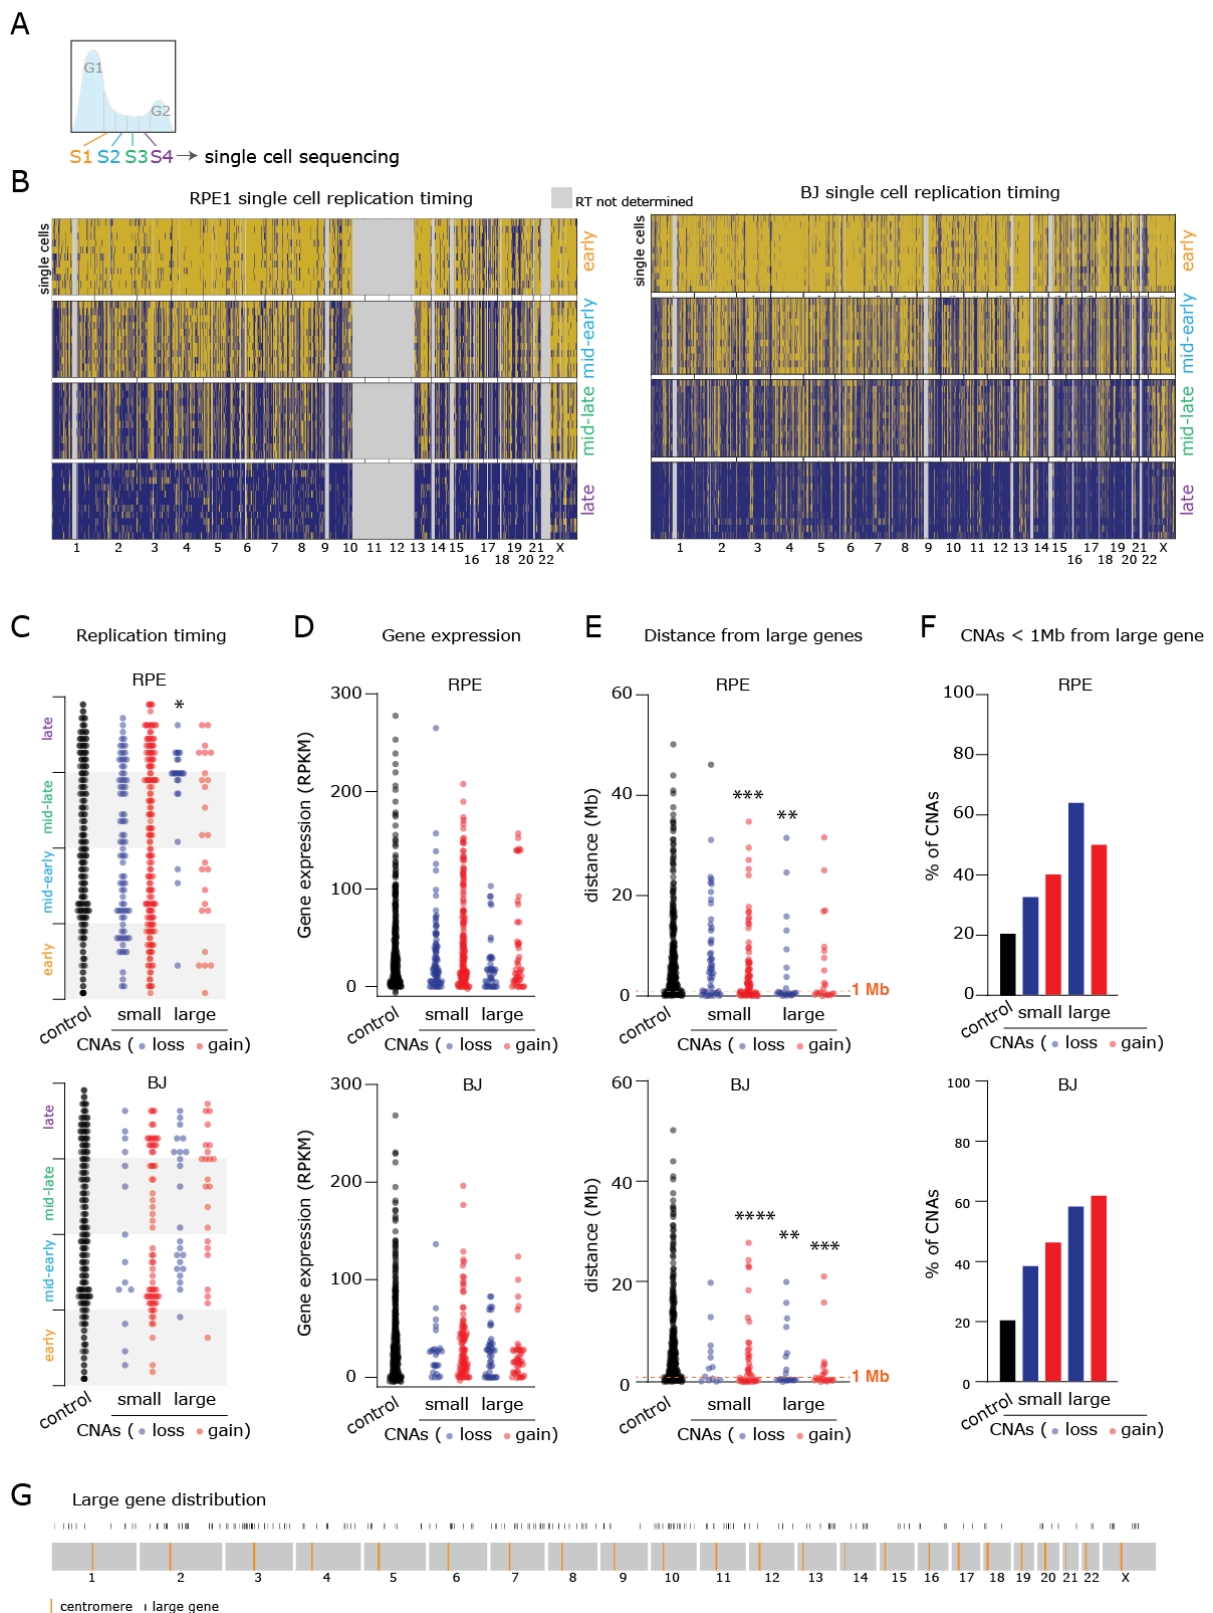 A
G1
G2
S1 S2 S3 S4 → single cell sequencing
B
RPE1 single cell replication timing
RT not determined
BJ single cell replication timing
single cells
early
mid-early
mid-late
late
1 2 3 4 5 6 7 8 9 10 11 12 13 14 15 16 17 18 19 20 21 22 X
single cells
early
mid-early
mid-late
late
1 2 3 4 5 6 7 8 9 10 11 12 13 14 15 16 17 18 19 20 21 22 X
C
Replication timing
RPE
late
mid-late
mid-early
early
*
control
small large
CNAs ( loss gain)
BJ
late
mid-late
mid-early
early
control
small large
CNAs ( loss gain)
D
Gene expression
RPE
Gene expression (RPKM)
300
200
100
0
control
small large
CNAs ( loss gain)
BJ
Gene expression (RPKM)
300
200
100
0
control
small large
CNAs ( loss gain)
E
Distance from large genes
RPE
distance (Mb)
60
40
20
0
***
**
1 Mb
control
small large
CNAs ( loss gain)
BJ
distance (Mb)
60
40
20
0
****
**
***
1 Mb
control
small large
CNAs ( loss gain)
F
CNAs < 1Mb from large gene
RPE
% of CNAs
100
80
60
40
20
0
control
small large
CNAs ( loss gain)
BJ
% of CNAs
100
80
60
40
20
0
control
small large
CNAs ( loss gain)
G
Large gene distribution
1 2 3 4 5 6 7 8 9 10 11 12 13 14 15 16 17 18 19 20 21 22 X
centromere large gene